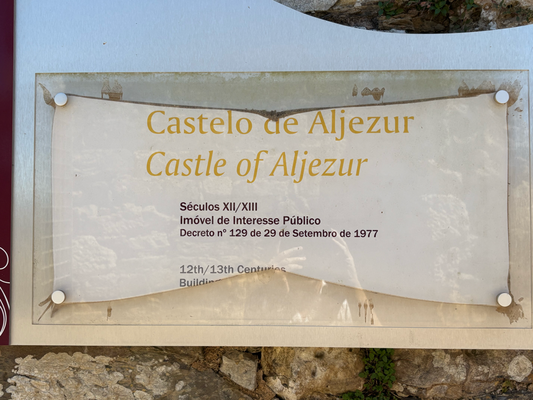 Castelo de Aljezur
Castle of Aljezur
Séculos XII/XIII
Imóvel de Interesse Público
Decreto nº 129 de 29 de Setembro de 1977
12th/13th Centuries
Building